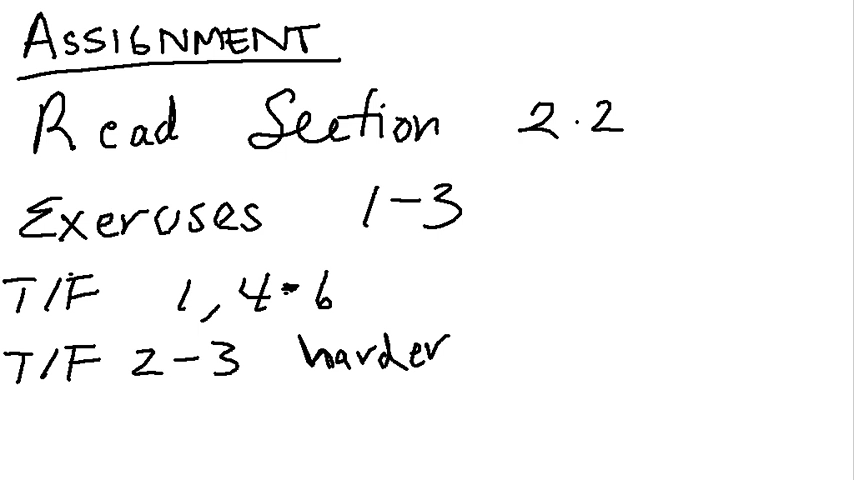 ASSIGNMENT
Read Section 2.2
Exercises 1-3
T/F 1, 4-6
T/F 2-3 harder